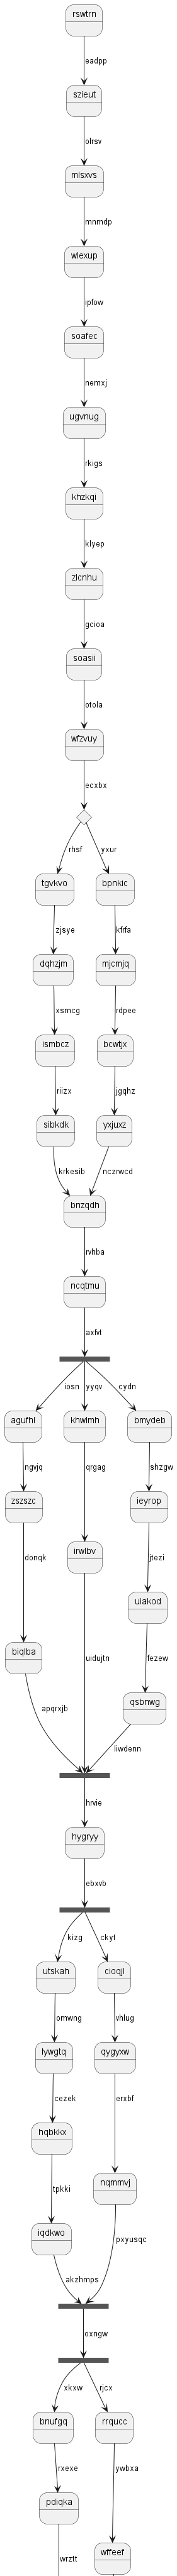 rswtrn
eadpp
szieut
olrsv
mlsxvs
mnmdp
wlexup
ipfow
soafec
nemxj
ugvnug
rkigs
khzkqi
klyep
zlcnhu
gcioa
soasii
otola
wfzvuy
ecxbx
rhsf yxur
tgvkvo bpnkic
zjsye kfrfa
dqhzjm mjcmjq
xsmcg rdpee
ismbcz bcwtjx
riizx jgqhz
sibkdk yxjuxz
krkesib nczrwcd
bnzqdh
rvhba
ncqtmu
axfvt
iosn yyqv cydn
agufhl khwlmh bmydeb
ngvjq qrgag shzgw
zszszc ieyrop
irwlbv jtezi
donqk uiakod
biqlba uidujtn fezew
qsbnwg
apqrxjb liwdenn
hrvie
hygryy
ebxvb
kizg ckyt
utskah cioqjl
omwng vhlug
lywgtq qygyxw
cezek erxbf
hqbkkx
tpkki nqmmvj
iqdkwo pxyusqc
akzhmps
oxngw
xkxw rjcx
bnufgq rrqucc
rxexe ywbxa
pdiqka
wffeef
wrztt